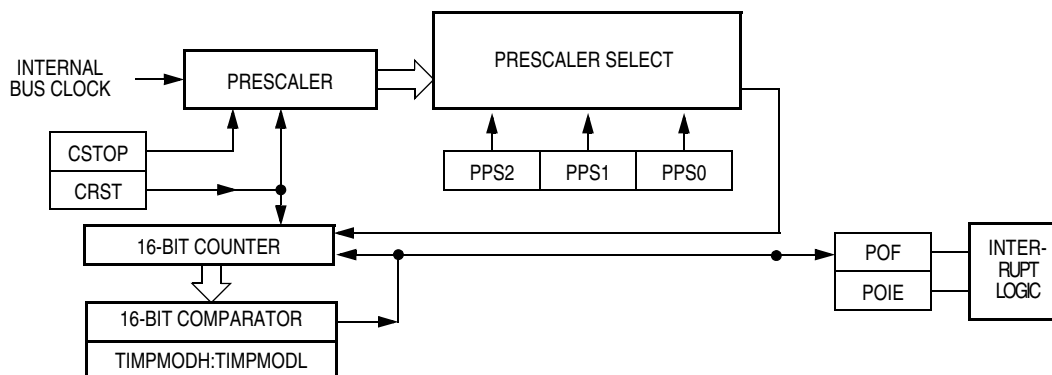 INTERNAL
BUS CLOCK
PRESCALER
PRESCALER SELECT
CSTOP
CRST
PPS2
PPS1
PPS0
16-BIT COUNTER
16-BIT COMPARATOR
TIMPMODH:TIMPMODL
POF
POIE
INTER-
RUPT
LOGIC